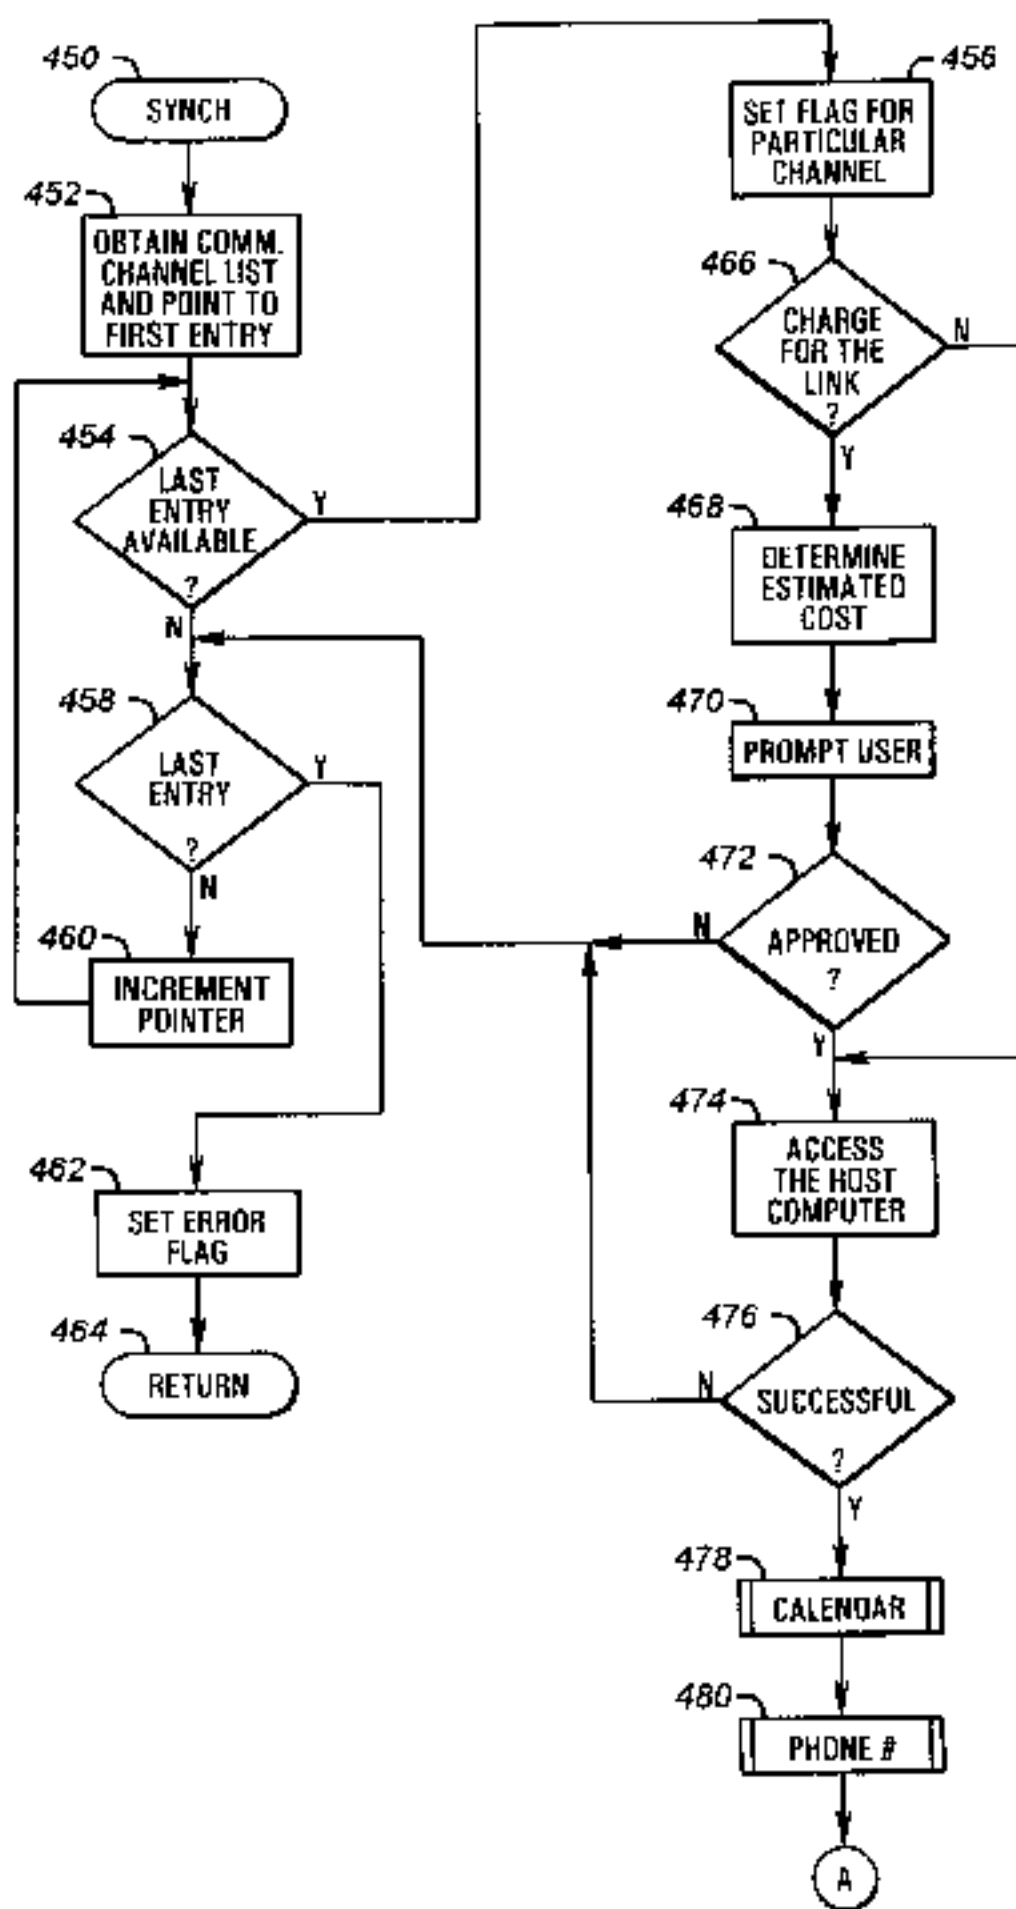 450
SYNCH
452
OBTAIN COMM.
CHANNEL LIST
AND POINT TO
FIRST ENTRY
454
LAST
ENTRY
AVAILABLE
?
Y
N
458
LAST
ENTRY
?
Y
N
460
INCREMENT
POINTER
462
SET ERROR
FLAG
464
RETURN
456
SET FLAG FOR
PARTICULAR
CHANNEL
466
CHARGE
FOR THE
LINK
?
N
Y
468
DETERMINE
ESTIMATED
COST
470
PROMPT USER
472
APPROVED
?
N
Y
474
ACCESS
THE HOST
COMPUTER
476
SUCCESSFUL
?
N
Y
478
CALENDAR
480
PHONE #
A